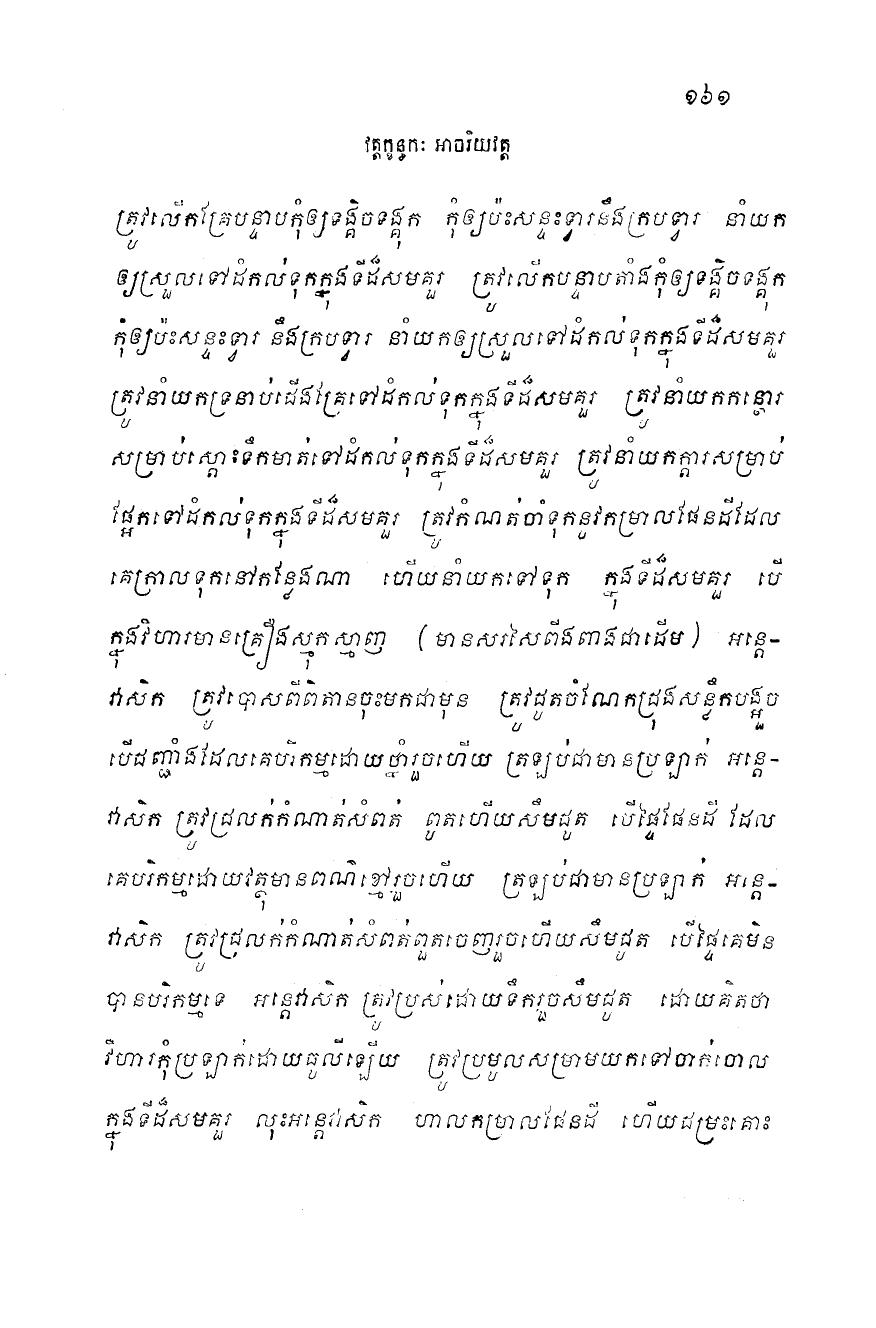 ១៦១
វត្តក្ខន្ធកៈ អាចរិយវត្ត
ត្រូវលើកគ្រែបន្ទាបកុំឲ្យទង្គិចទង្គុក កុំឲ្យប៉ះសន្ទះទ្វារនឹងក្របទ្វារ នាំយក
ឲ្យស្រួលទៅដំកល់ទុកក្នុងទីដ៏សមគួរ ត្រូវលើកបន្ទាបតាំងកុំឲ្យទង្គិចទង្គុក
កុំឲ្យប៉ះសន្ទះទ្វារ នឹងក្របទ្វារ នាំយកឲ្យស្រួលទៅដំកល់ទុកក្នុងទីដ៏សមគួរ
ត្រូវនាំយកទ្រនាប់ជើងគ្រែទៅដំកល់ទុកក្នុងទីដ៏សមគួរ ត្រូវនាំយកកន្ថោរ
សម្រាប់ស្តោះទឹកមាត់ទៅដំកល់ទុកក្នុងទីដ៏សមគួរ ត្រូវនាំយកក្តារសម្រាប់
ផ្អែកទៅដំកល់ទុកក្នុងទីដ៏សមគួរ ត្រូវកំណត់ចាំទុកនូវកម្រាលផែនដីដែល
គេក្រាលទុកនៅកន្លែងណា ហើយនាំយកទៅទុក ក្នុងទីដ៏សមគួរ បើ
ក្នុងវិហារមានគ្រឿងស្មុកស្មាញ (មានសរសៃពីងពាងជាដើម) អន្តេ-
វាសិក ត្រូវបោសពីពិតានចុះមកជាមុន ត្រូវដូតចំណែកជ្រុងសន្ទឹកបង្អួច
បើជញ្ជាំងដែលគេបរិកម្មដោយថ្នាំរួចហើយ ត្រឡប់ជាមានប្រឡាក់ អន្តេ-
វាសិក ត្រូវជ្រលក់កំណាត់សំពត់ ពូតហើយសឹមដូត បើផ្ទៃផែនដី ដែល
គេបរិកម្មដោយវត្ថុមានពណ៌ខ្មៅរួចហើយ ត្រឡប់ជាមានប្រឡាក់ អន្តេ-
វាសិក ត្រូវជ្រលក់កំណាត់សំពត់ពួតចេញរួចហើយសឹមដូត បើផ្ទៃគេមិន
បានបរិកម្មទេ អន្តេវាសិក ត្រូវប្រស់ដោយទឹករួចសឹមដូត ដោយគិតថា
វិហារកុំប្រឡាក់ដោយធូលីឡើយ ត្រូវប្រមូលសម្រាមយកទៅចាក់ចោល
ក្នុងទីដ៏សមគួរ លុះអន្តេវាសិក ហាលកម្រាលផែនដី ហើយជម្រះគោះ